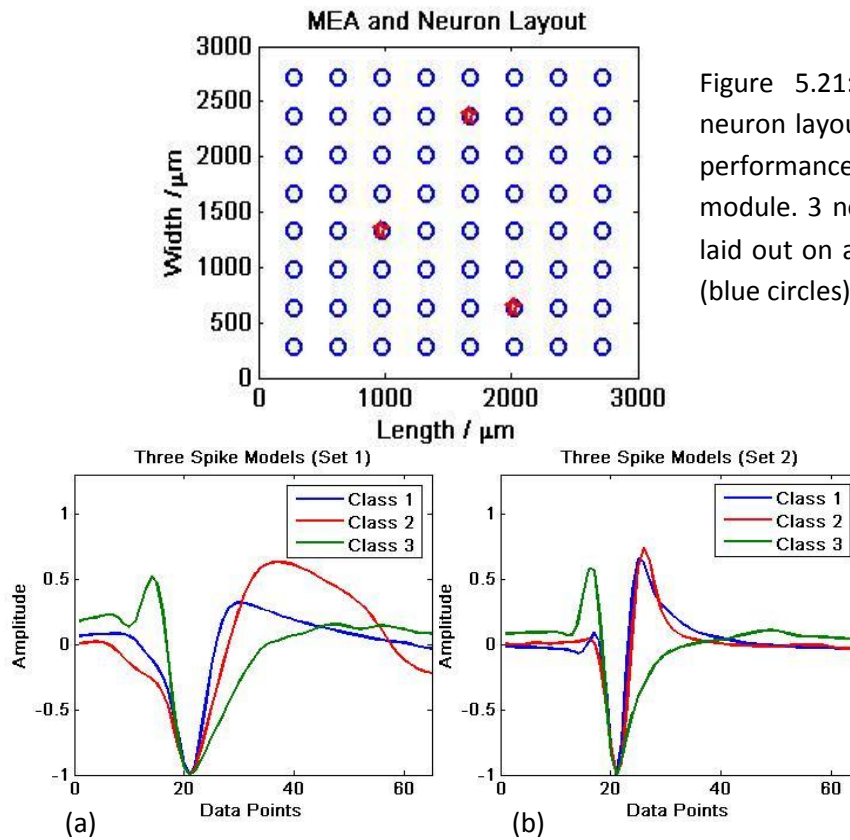 MEA and Neuron Layout
3000
2500
2000
1500
1000
500
0
Width / μm
0
1000
2000
3000
Length / μm
Figure 5.21:
neuron layou
performance
module. 3 ne
laid out on a
(blue circles)
Three Spike Models (Set 1)
1
0.5
0
-0.5
-1
Amplitude
Class 1
Class 2
Class 3
0
20
40
60
Data Points
(a)
Three Spike Models (Set 2)
1
0.5
0
-0.5
-1
Amplitude
Class 1
Class 2
Class 3
0
20
40
60
Data Points
(b)